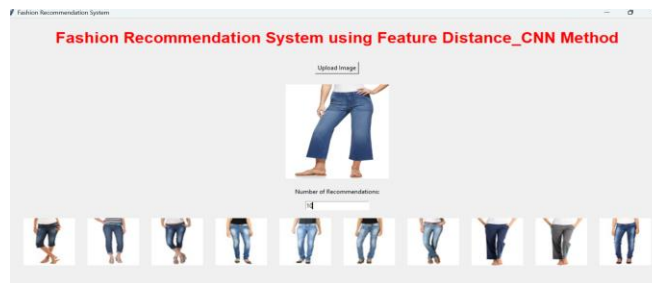 Fashion Recommendation System
Fashion Recommendation System using Feature Distance_CNN Method
Upload Image
Number of Recommendations:
10